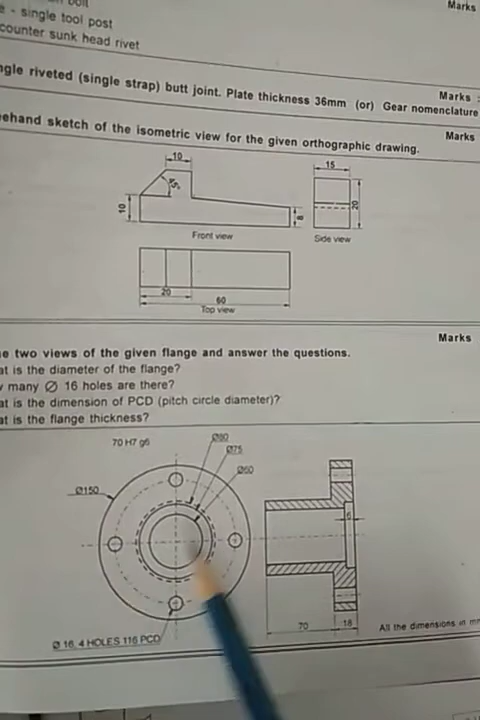 Marks
e - single tool post
counter sunk head rivet
ngle riveted (single strap) butt joint. Plate thickness 36mm (or) Gear nomenclature
Marks :
eehand sketch of the isometric view for the given orthographic drawing.
Marks
10
15
45°
10
8
20
Front view
Side view
20
60
Top view
Marks
e two views of the given flange and answer the questions.
at is the diameter of the flange?
many Ø 16 holes are there?
at is the dimension of PCD (pitch circle diameter)?
at is the flange thickness?
70 H7 g6
Ø80
Ø75
Ø60
Ø150
6
70
18
All the dimensions in mm
Ø 16, 4 HOLES 116 PCD